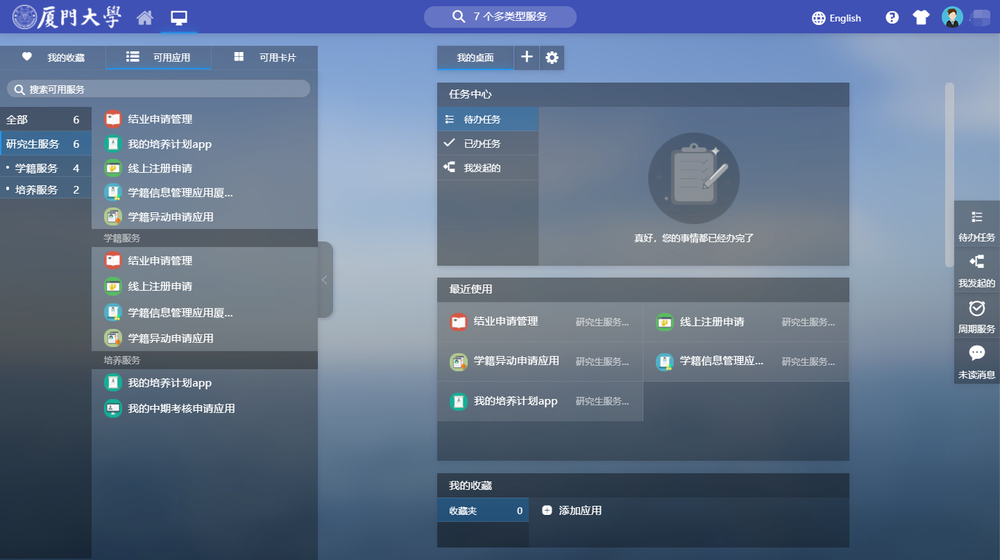 厦門大學
7 个多类型服务
English
我的收藏
可用应用
可用卡片
搜索可用服务
全部 6
研究生服务 6
• 学籍服务 4
• 培养服务 2
结业申请管理
我的培养计划app
线上注册申请
学籍信息管理应用厦...
学籍异动申请应用
学籍服务
结业申请管理
线上注册申请
学籍信息管理应用厦...
学籍异动申请应用
培养服务
我的培养计划app
我的中期考核申请应用
我的桌面
任务中心
待办任务
已办任务
我发起的
真好，您的事情都已经办完了
最近使用
结业申请管理 研究生服务...
线上注册申请 研究生服务...
学籍异动申请应用 研究生服务...
学籍信息管理应... 研究生服务...
我的培养计划app 研究生服务...
我的收藏
收藏夹 0
添加应用
待办任务
我发起的
周期服务
未读消息